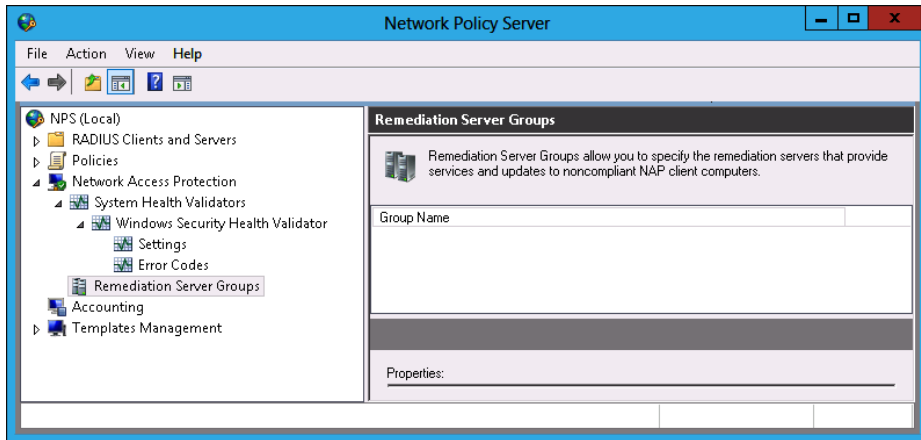 Network Policy Server
File Action View Help
NPS (Local)
RADIUS Clients and Servers
Policies
Network Access Protection
System Health Validators
Windows Security Health Validator
Settings
Error Codes
Remediation Server Groups
Accounting
Templates Management
Remediation Server Groups
Remediation Server Groups allow you to specify the remediation servers that provide
services and updates to noncompliant NAP client computers.
Group Name
Properties: